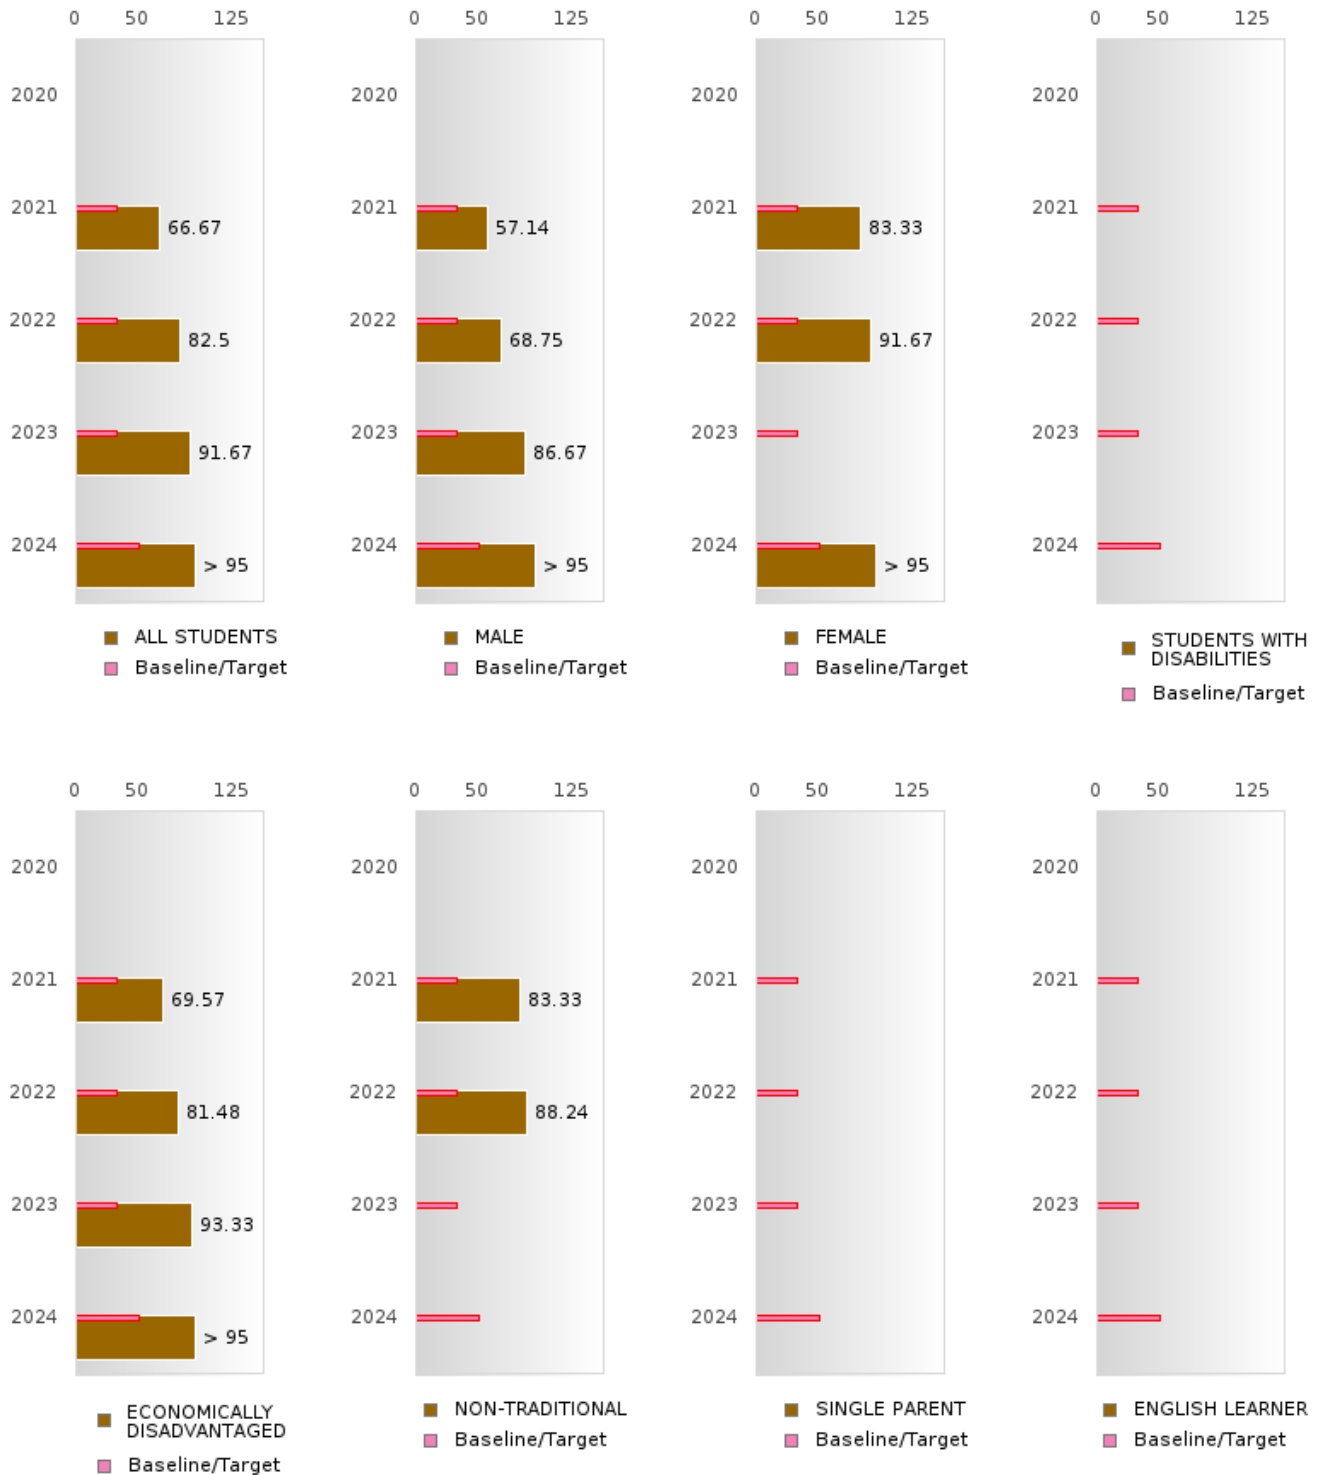 0 50 125
2020
2021 66.67
2022 82.5
2023 91.67
2024 > 95
ALL STUDENTS
Baseline/Target
0 50 125
2020
2021 57.14
2022 68.75
2023 86.67
2024 > 95
MALE
Baseline/Target
0 50 125
2020
2021 83.33
2022 91.67
2023
2024 > 95
FEMALE
Baseline/Target
0 50 125
2020
2021
2022
2023
2024
STUDENTS WITH
DISABILITIES
Baseline/Target
0 50 125
2020
2021 69.57
2022 81.48
2023 93.33
2024 > 95
ECONOMICALLY
DISADVANTAGED
Baseline/Target
0 50 125
2020
2021 83.33
2022 88.24
2023
2024
NON-TRADITIONAL
Baseline/Target
0 50 125
2020
2021
2022
2023
2024
SINGLE PARENT
Baseline/Target
0 50 125
2020
2021
2022
2023
2024
ENGLISH LEARNER
Baseline/Target